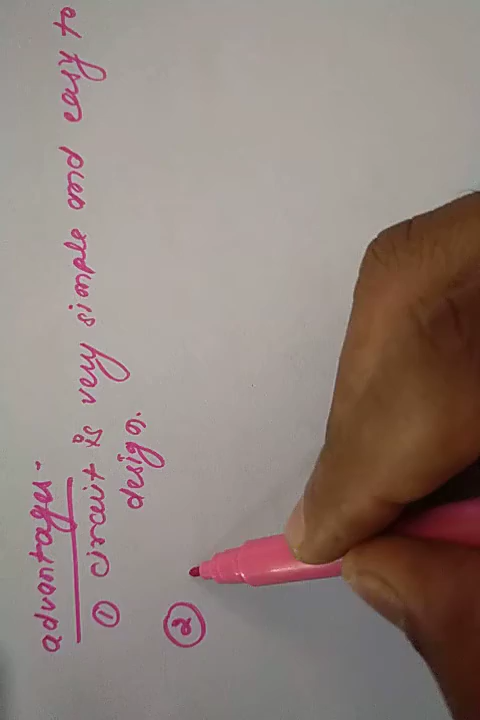 advantages.
① circuit is very simple and easy to
design.
②